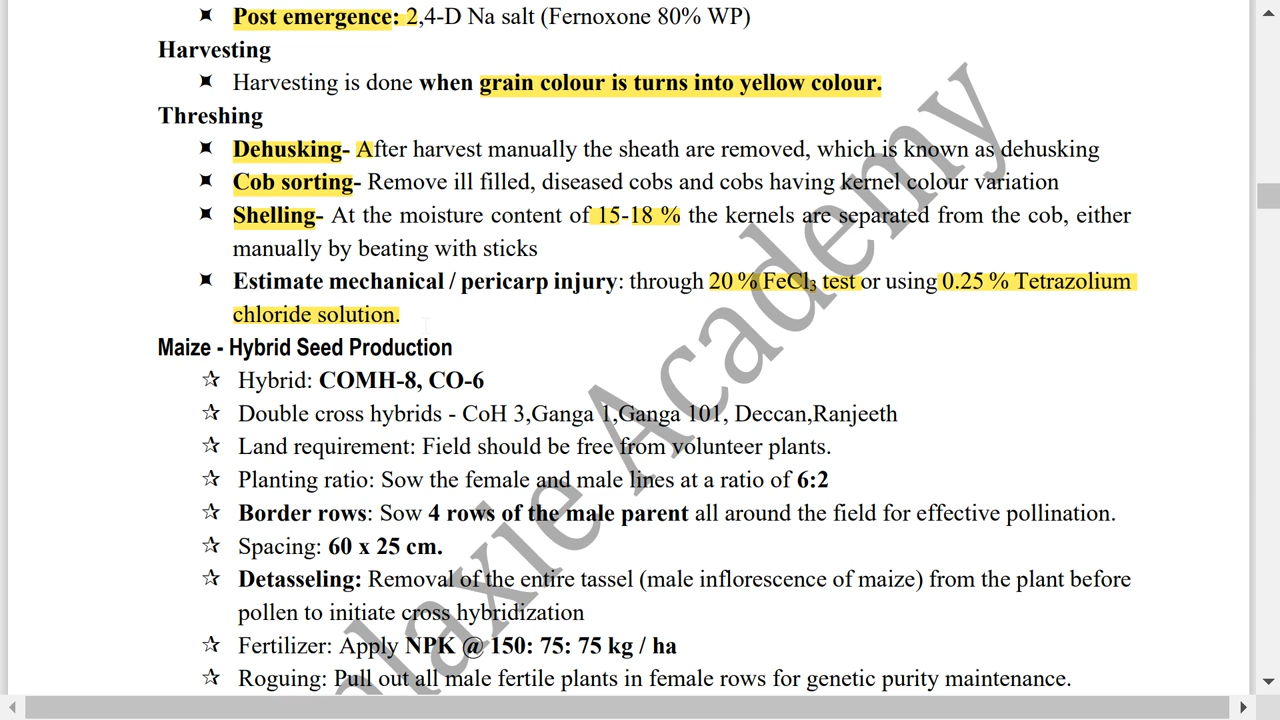 Post emergence: 2,4-D Na salt (Fernoxone 80% WP)
Harvesting
Harvesting is done when grain colour is turns into yellow colour.
Threshing
Dehusking- After harvest manually the sheath are removed, which is known as dehusking
Cob sorting- Remove ill filled, diseased cobs and cobs having kernel colour variation
Shelling- At the moisture content of 15-18 % the kernels are separated from the cob, either
manually by beating with sticks
Estimate mechanical / pericarp injury: through 20 % FeCl₃ test or using 0.25 % Tetrazolium
chloride solution.
Maize - Hybrid Seed Production
Hybrid: COMH-8, CO-6
Double cross hybrids - CoH 3,Ganga 1,Ganga 101, Deccan,Ranjeeth
Land requirement: Field should be free from volunteer plants.
Planting ratio: Sow the female and male lines at a ratio of 6:2
Border rows: Sow 4 rows of the male parent all around the field for effective pollination.
Spacing: 60 x 25 cm.
Detasseling: Removal of the entire tassel (male inflorescence of maize) from the plant before
pollen to initiate cross hybridization
Fertilizer: Apply NPK @ 150: 75: 75 kg / ha
Roguing: Pull out all male fertile plants in female rows for genetic purity maintenance.
alaxie Academy